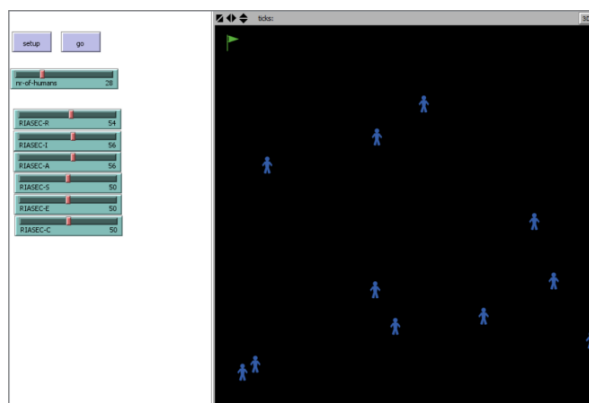 ticks:
3D
setup go
nr-of-humans 28
RIASEC-R 54
RIASEC-I 56
RIASEC-A 56
RIASEC-S 50
RIASEC-E 50
RIASEC-C 50